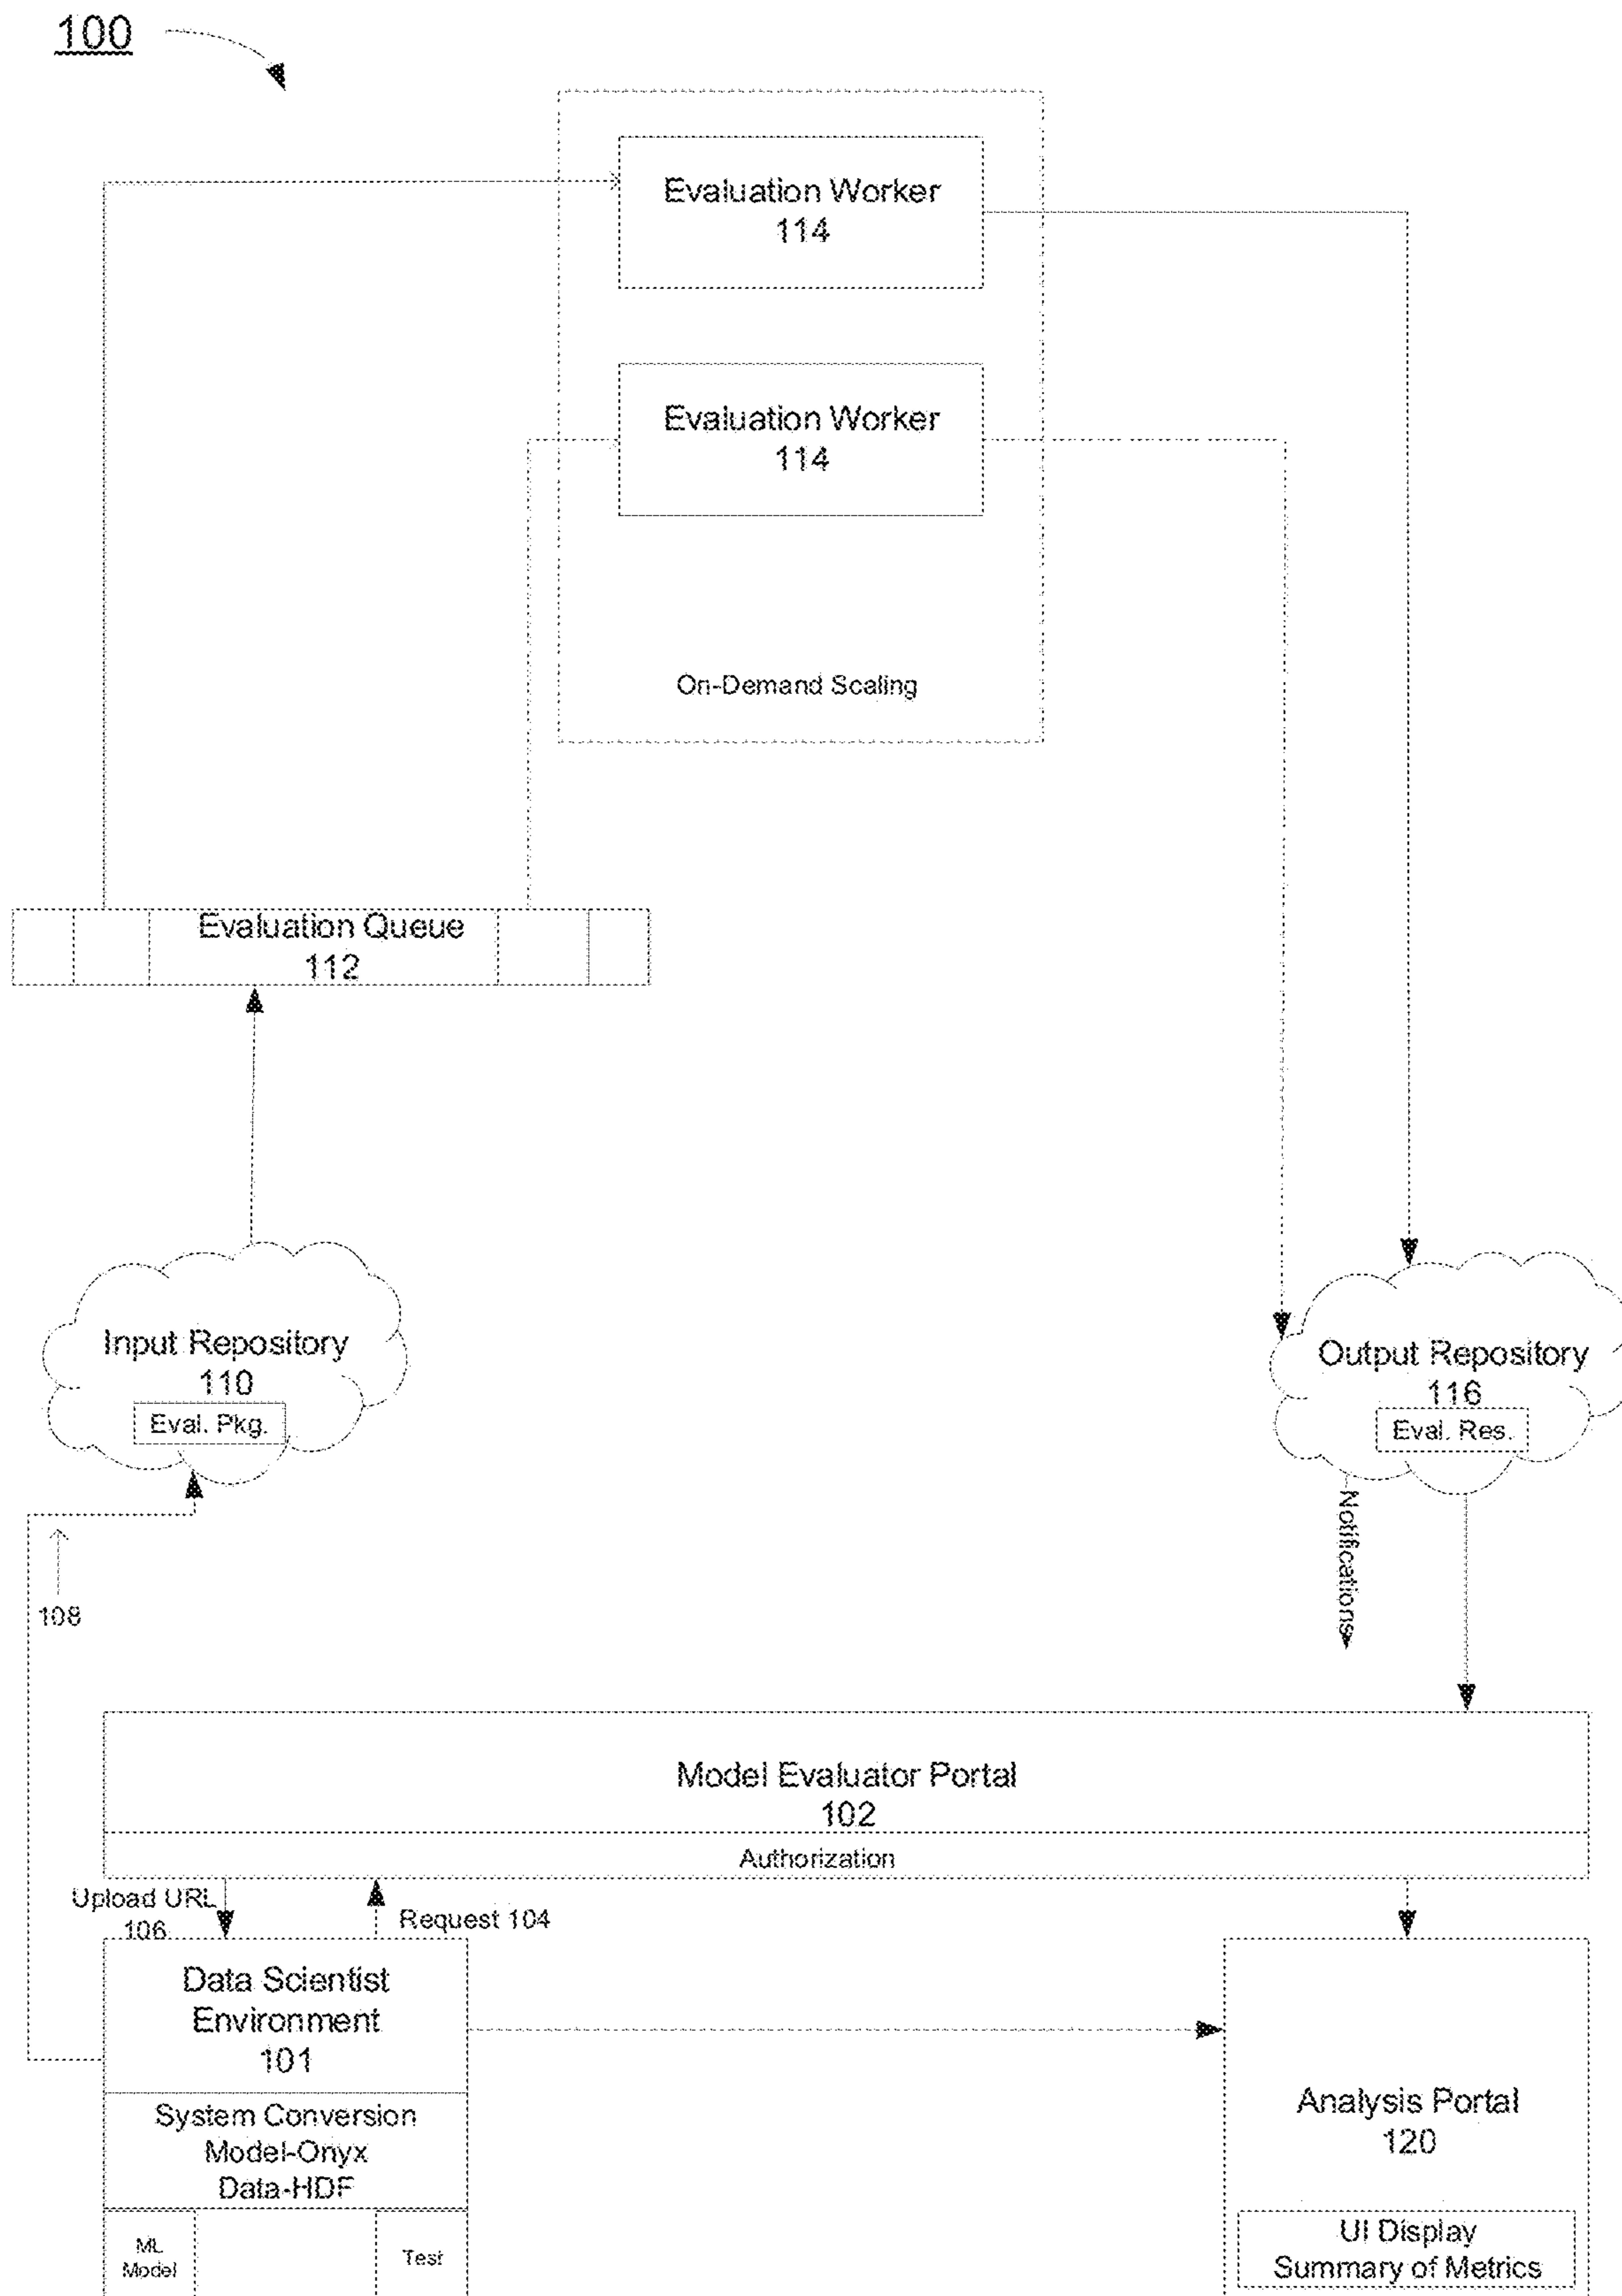 100
Evaluation Worker
114
Evaluation Worker
114
On-Demand Scaling
Evaluation Queue
112
Input Repository
110
Eval. Pkg.
Output Repository
116
Eval. Res.
Notifications
108
Model Evaluator Portal
102
Authorization
Upload URL
106
Request 104
Data Scientist
Environment
101
System Conversion
Model-Onyx
Data-HDF
ML
Model
Test
Analysis Portal
120
UI Display
Summary of Metrics